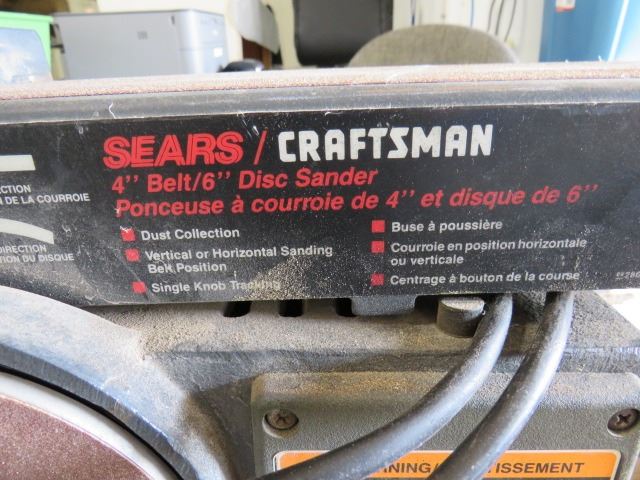 SEARS / CRAFTSMAN
4" Belt/6" Disc Sander
Ponceuse à courroie de 4" et disque de 6"
DE LA COURROIE
DIRECTION
DU DISQUE
Dust Collection
Vertical or Horizontal Sanding
Belt Position
Single Knob Tracking
Buse à poussière
Courroie en position horizontale
ou verticale
Centrage à bouton de la course